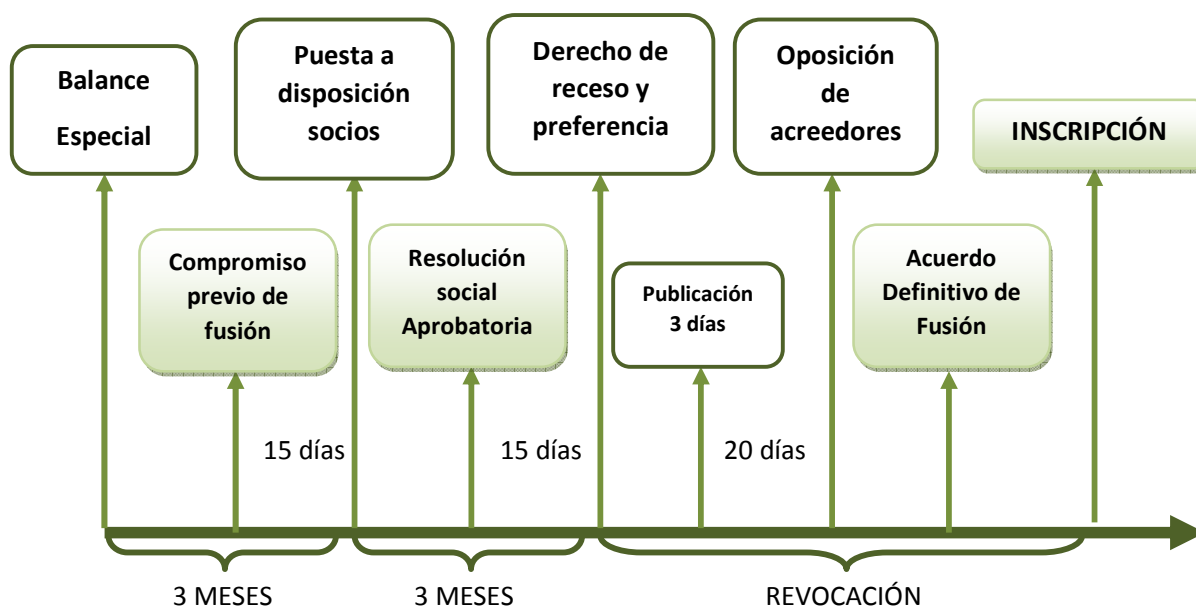 Balance
Especial
Puesta a
disposición
socios
Derecho de
receso y
preferencia
Oposición
de
acreedores
INSCRIPCIÓN
Compromiso
previo de
fusión
Resolución
social
Aprobatoria
Publicación
3 días
Acuerdo
Definitivo de
Fusión
15 días
15 días
20 días
3 MESES
3 MESES
REVOCACIÓN